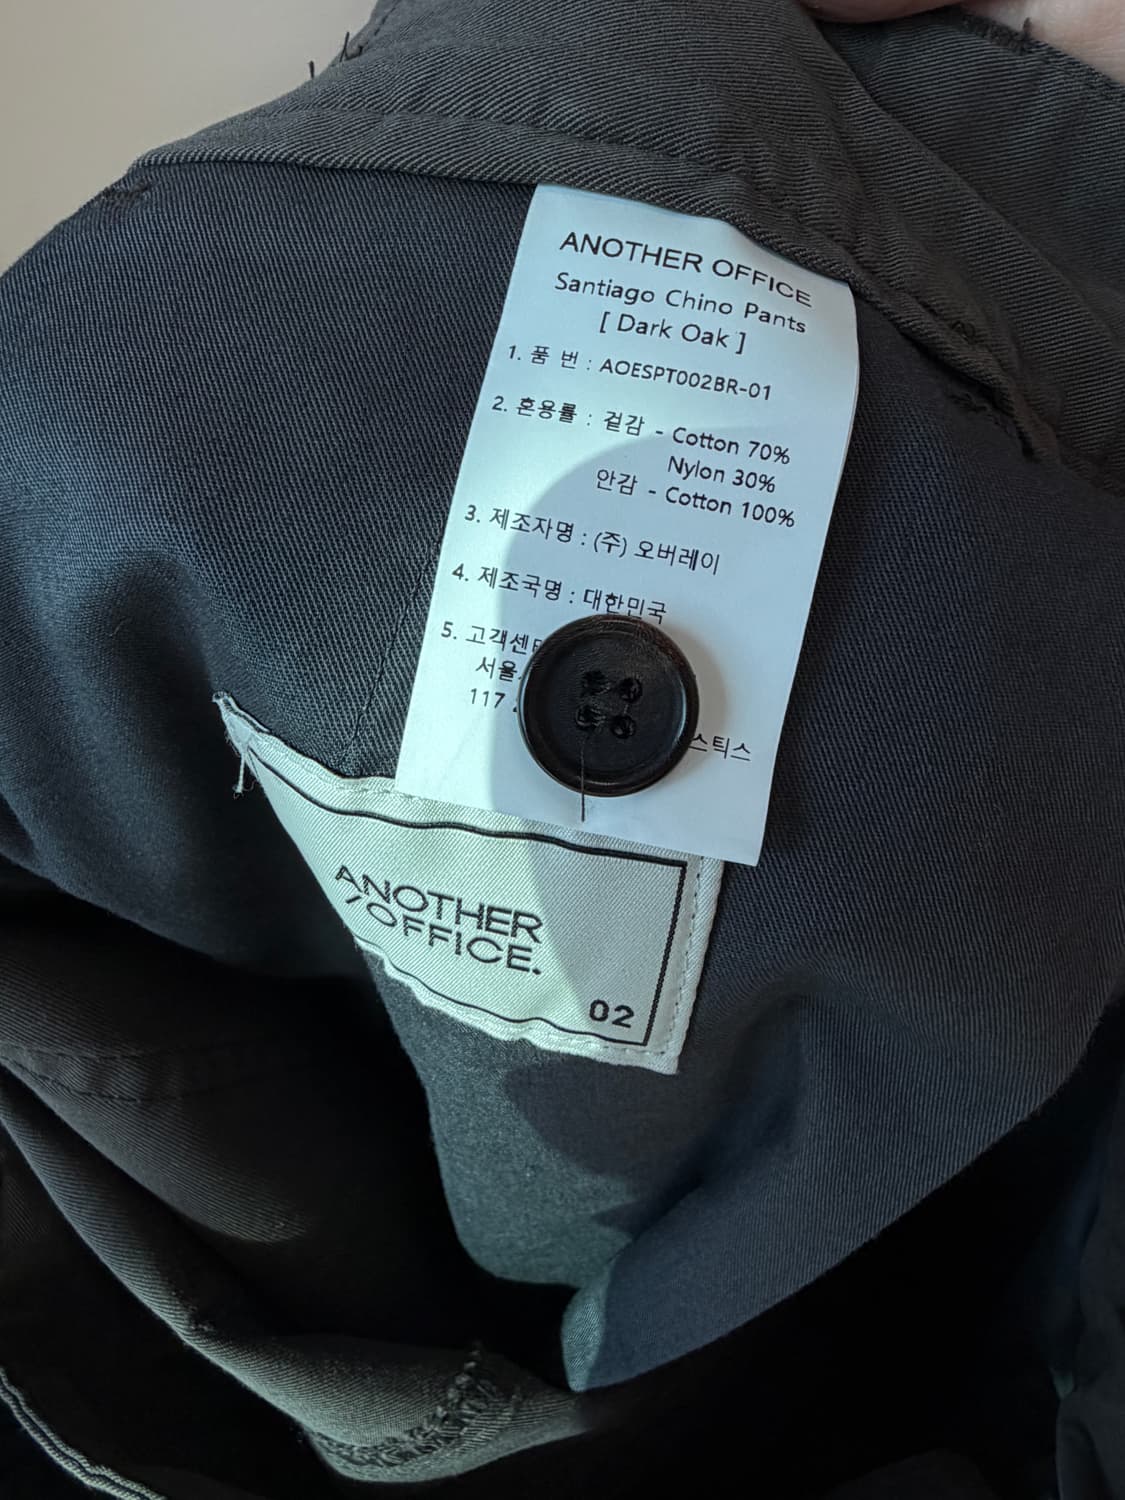 ANOTHER OFFICE
Santiago Chino Pants
[ Dark Oak ]
1. 품 번 : AOESPT002BR-01
2. 혼용률 : 겉감 - Cotton 70%
Nylon 30%
안감 - Cotton 100%
3. 제조자명 : (주) 오버레이
4. 제조국명 : 대한민국
5. 고객센
서울
117
스틱스
ANOTHER
/OFFICE.
02